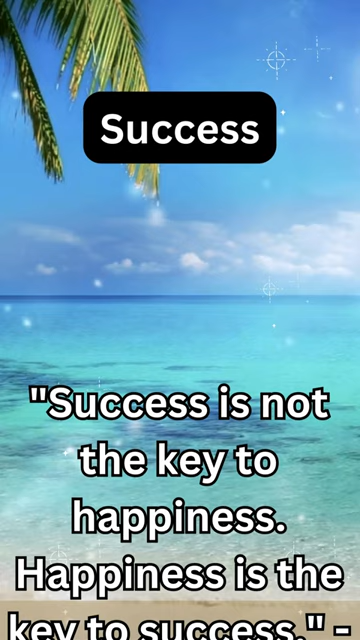 Success
"Success is not
the key to
happiness.
Happiness is the
key to success." -